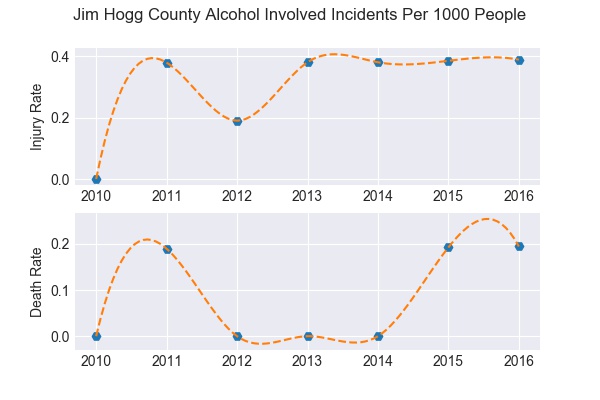 Jim Hogg County Alcohol Involved Incidents Per 1000 People
0.4
0.2
0.0
Injury Rate
2010 2011 2012 2013 2014 2015 2016
0.2
0.1
0.0
Death Rate
2010 2011 2012 2013 2014 2015 2016